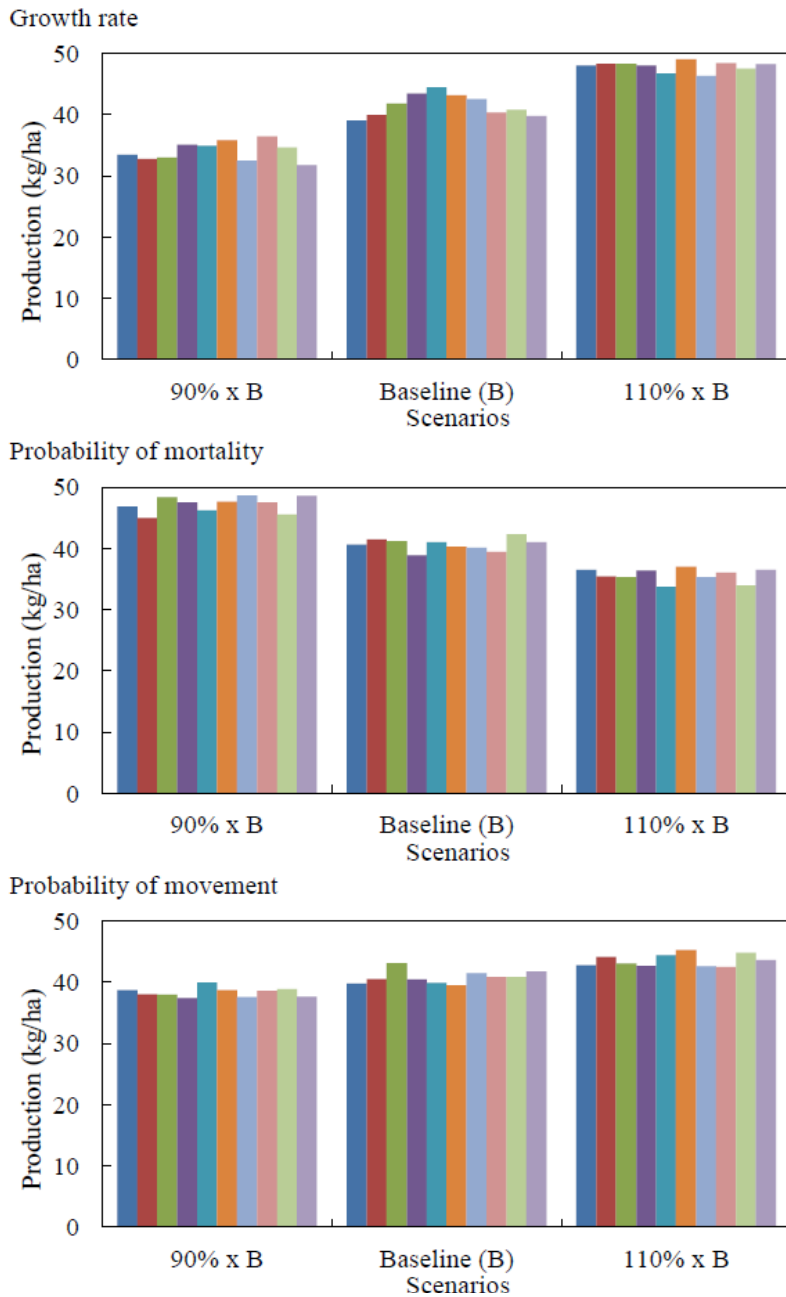 Growth rate
Production (kg/ha)
50
40
30
20
10
0
90% x B
Baseline (B)
110% x B
Scenarios
Probability of mortality
Production (kg/ha)
50
40
30
20
10
0
90% x B
Baseline (B)
110% x B
Scenarios
Probability of movement
Production (kg/ha)
50
40
30
20
10
0
90% x B
Baseline (B)
110% x B
Scenarios